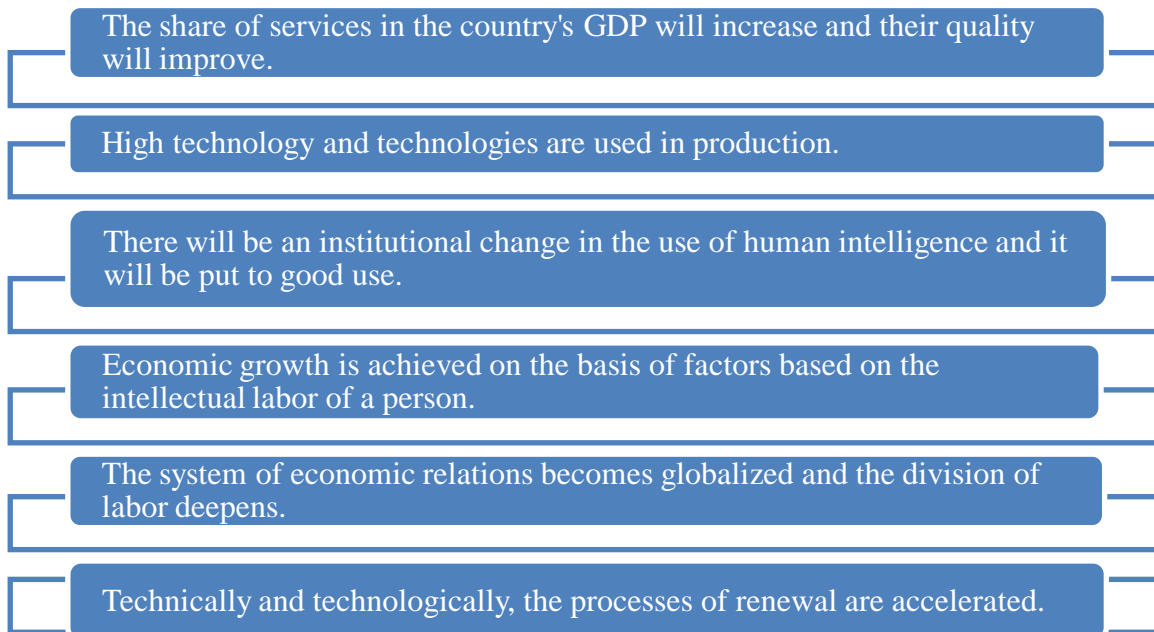 The share of services in the country's GDP will increase and their quality
will improve.
High technology and technologies are used in production.
There will be an institutional change in the use of human intelligence and it
will be put to good use.
Economic growth is achieved on the basis of factors based on the
intellectual labor of a person.
The system of economic relations becomes globalized and the division of
labor deepens.
Technically and technologically, the processes of renewal are accelerated.